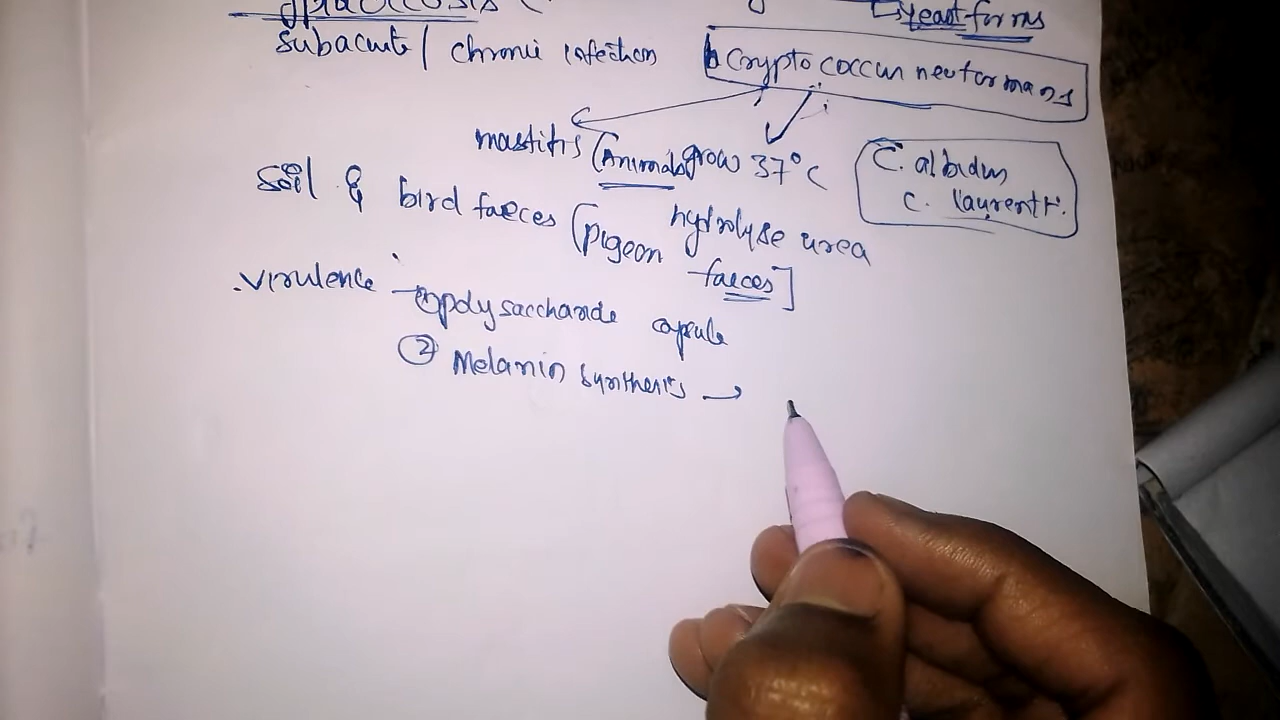 yeast forms
subacute / chronic infection
Cryptococcus neoformans
mastitis (Animals
grow 37°C
C. albidus
C. laurentii.
soil & bird faeces (pigeon
hydrolyse urea
faeces]
virulence → ① polysaccharide capsule
② Melanin synthesis →